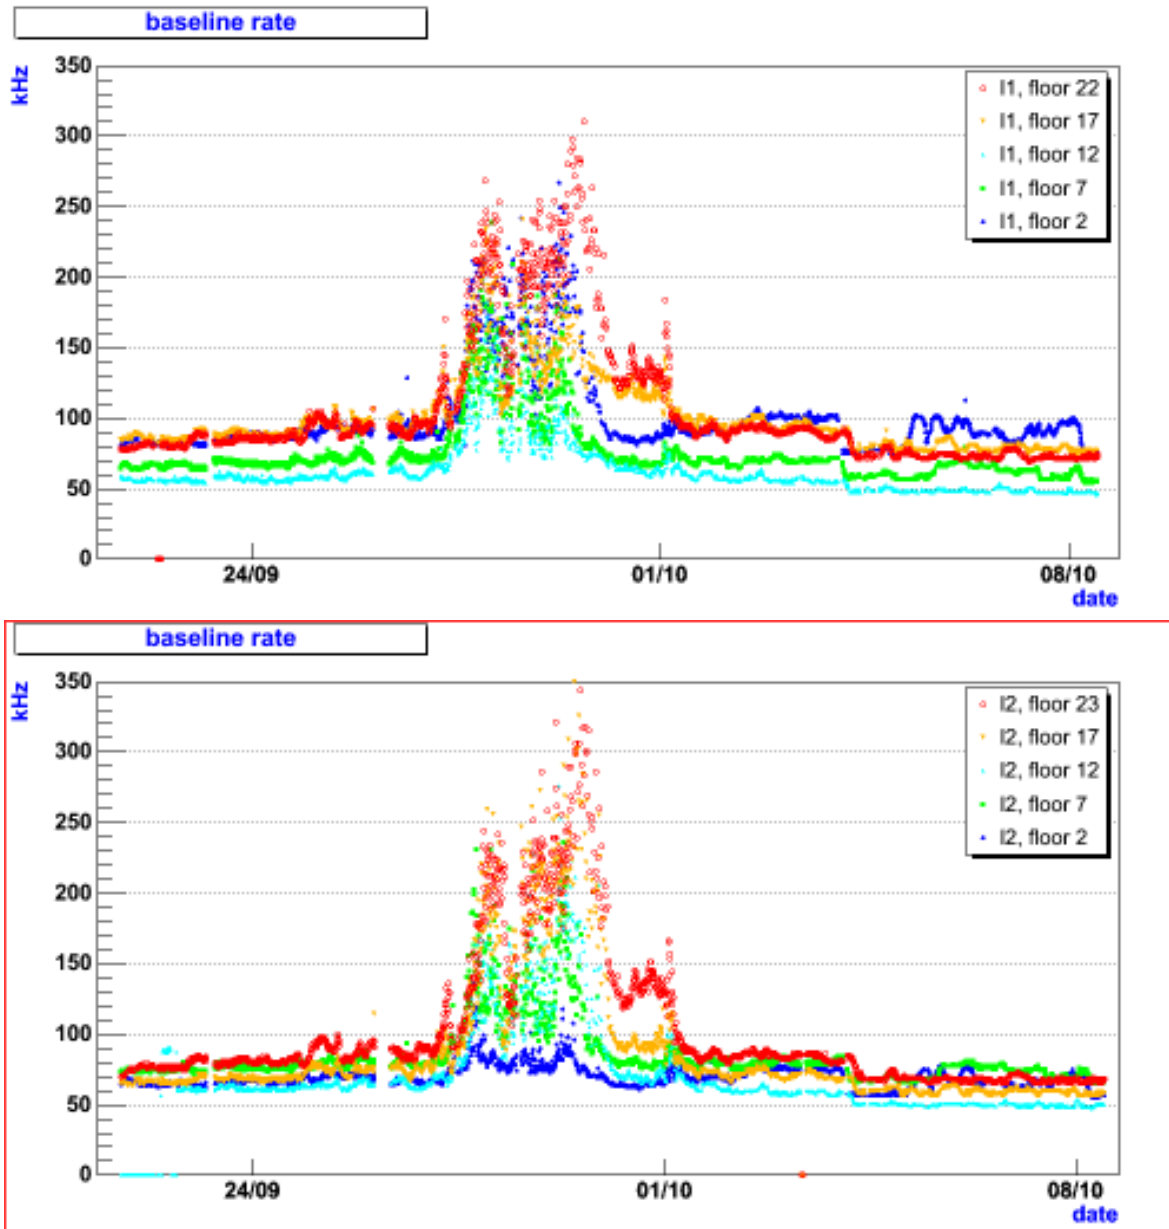 baseline rate
kHz
350
300
250
200
150
100
50
0
l1, floor 22
l1, floor 17
l1, floor 12
l1, floor 7
l1, floor 2
24/09
01/10
08/10
date
baseline rate
kHz
350
300
250
200
150
100
50
0
l2, floor 23
l2, floor 17
l2, floor 12
l2, floor 7
l2, floor 2
24/09
01/10
08/10
date